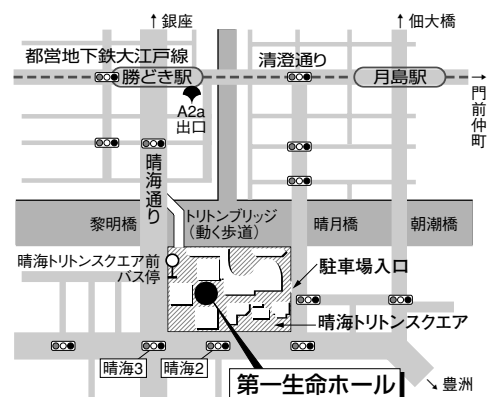 ↑銀座
↑佃大橋
都営地下鉄大江戸線
清澄通り
勝どき駅
月島駅
→門前仲町
A2a
出口
晴海通り
黎明橋
トリトンブリッジ
(動く歩道)
晴月橋
朝潮橋
晴海トリトンスクエア前
バス停
駐車場入口
晴海トリトンスクエア
晴海3
晴海2
第一生命ホール
↘豊洲